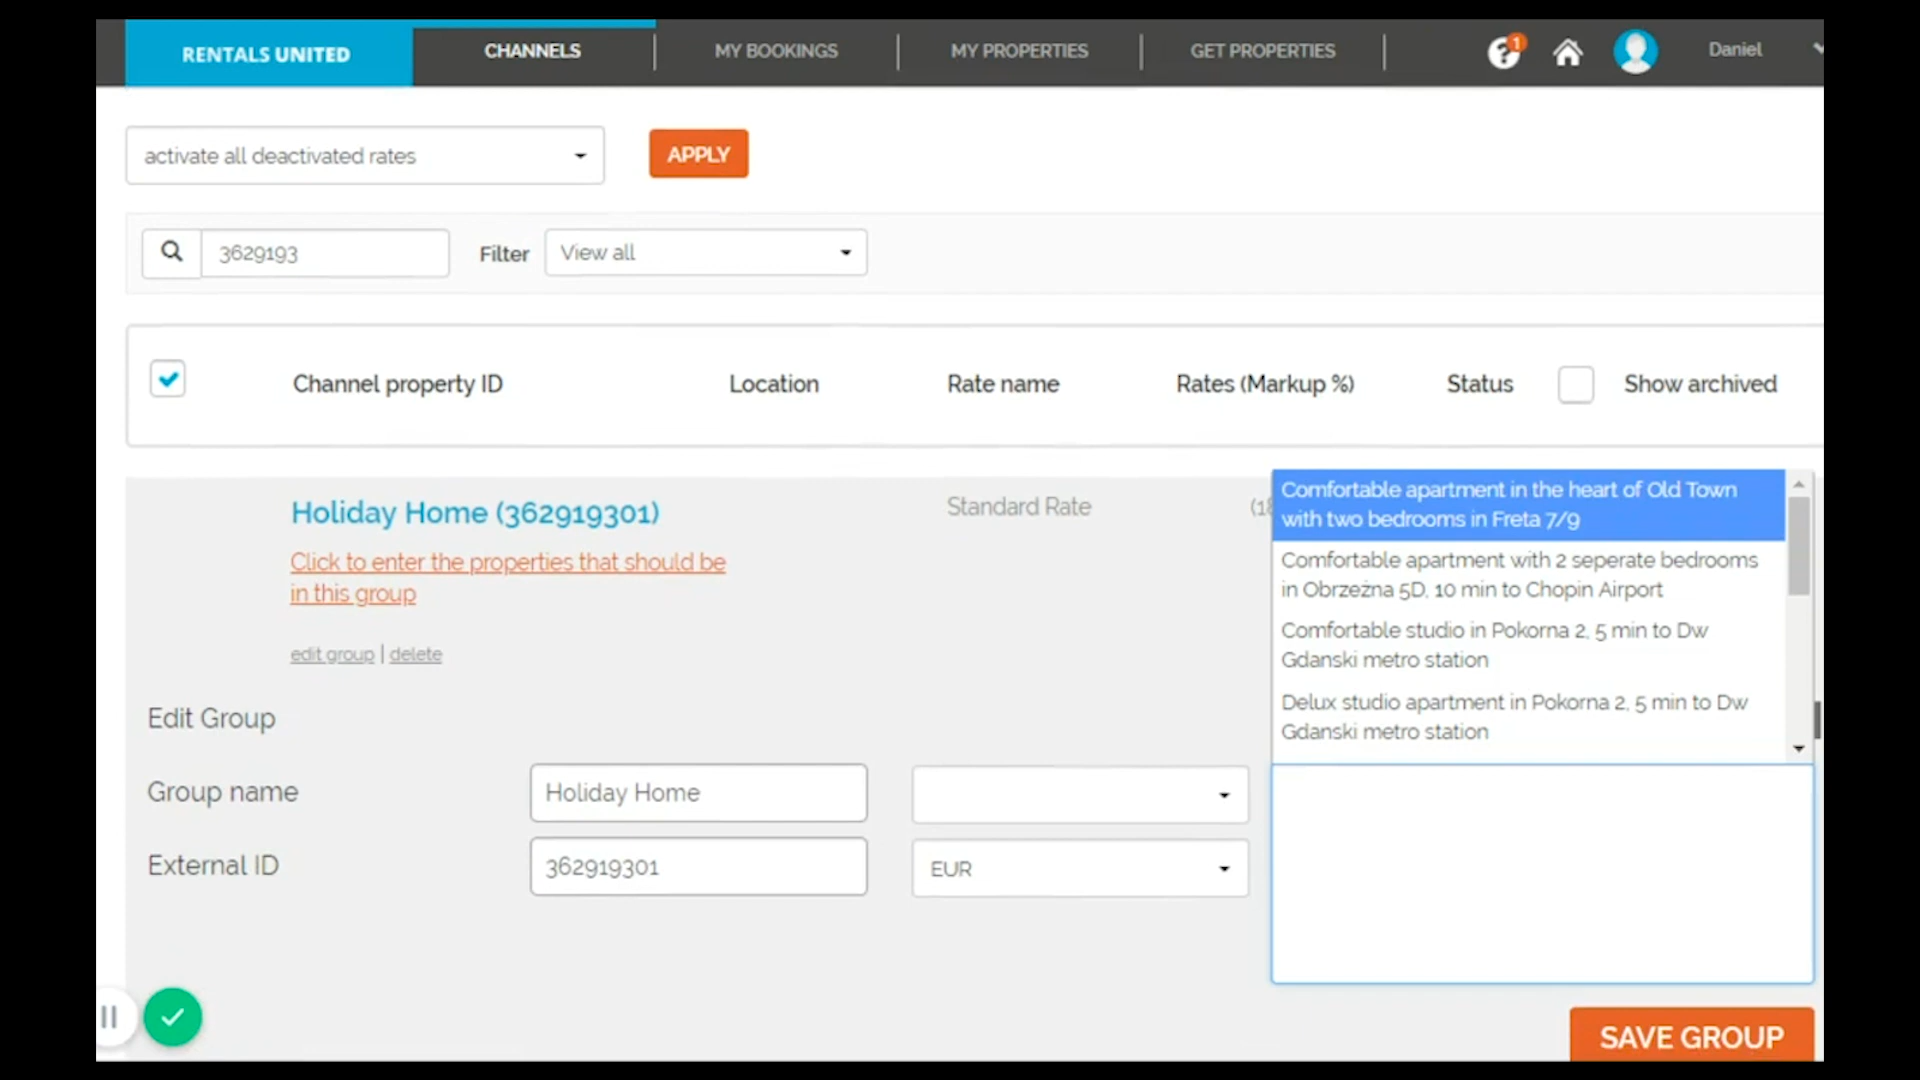 RENTALS UNITED
CHANNELS
MY BOOKINGS
MY PROPERTIES
GET PROPERTIES
1
Daniel
activate all deactivated rates
APPLY
3629193
Filter
View all
Channel property ID
Location
Rate name
Rates (Markup %)
Status
Show archived
Holiday Home (362919301)
Standard Rate
Click to enter the properties that should be
in this group
edit group | delete
Comfortable apartment in the heart of Old Town
with two bedrooms in Freta 7/9
Comfortable apartment with 2 seperate bedrooms
in Obrzeżna 5D, 10 min to Chopin Airport
Comfortable studio in Pokorna 2, 5 min to Dw
Gdanski metro station
Delux studio apartment in Pokorna 2, 5 min to Dw
Gdanski metro station
Edit Group
Group name
Holiday Home
External ID
362919301
EUR
SAVE GROUP